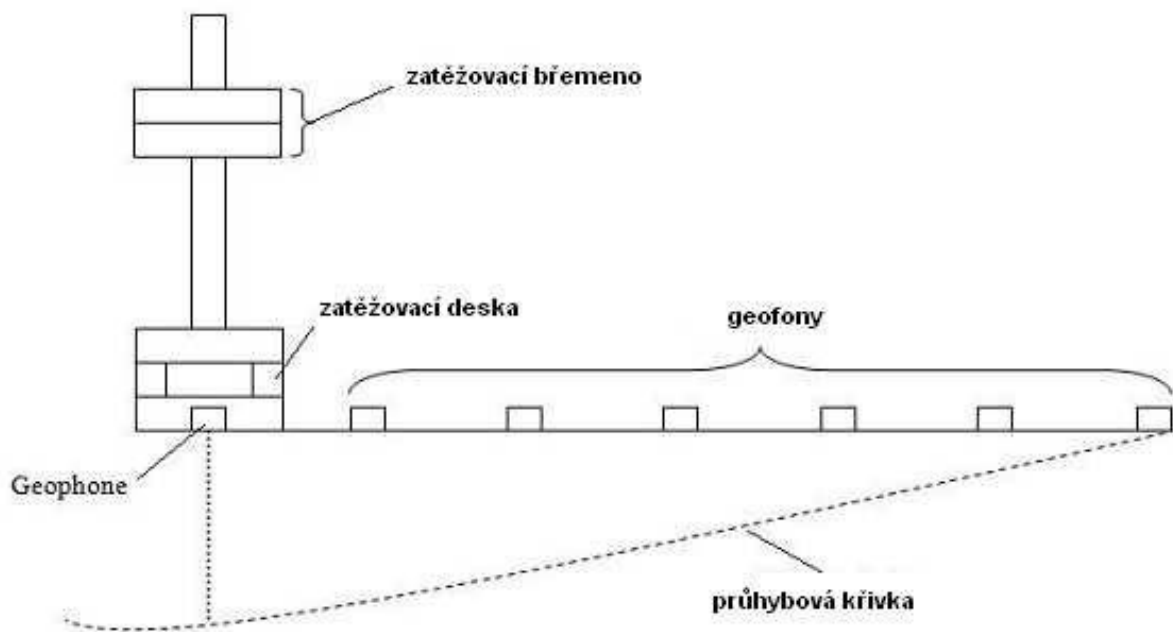 zatěžovací břemeno
zatěžovací deska
geofony
Geophone
průhybová křivka